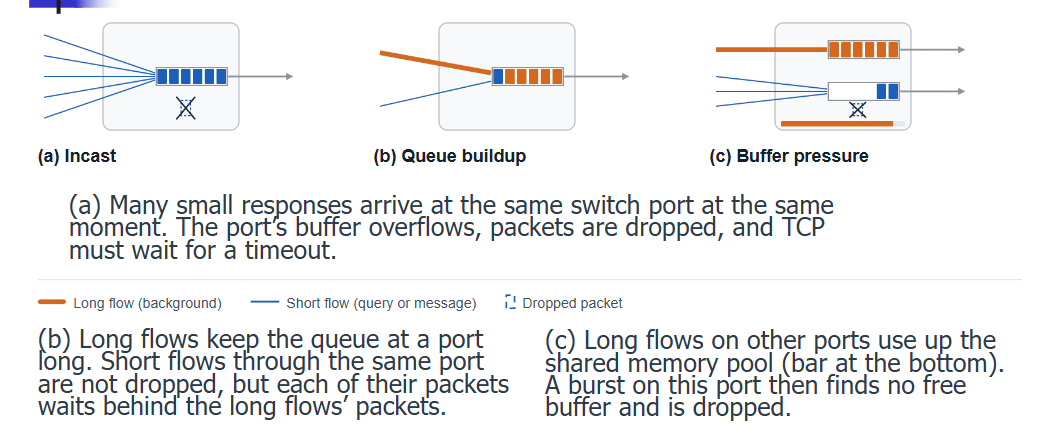 (a) Incast
(b) Queue buildup
(c) Buffer pressure
(a) Many small responses arrive at the same switch port at the same
moment. The port’s buffer overflows, packets are dropped, and TCP
must wait for a timeout.
Long flow (background)
Short flow (query or message)
Dropped packet
(b) Long flows keep the queue at a port
long. Short flows through the same port
are not dropped, but each of their packets
waits behind the long flows’ packets.
(c) Long flows on other ports use up the
shared memory pool (bar at the bottom).
A burst on this port then finds no free
buffer and is dropped.